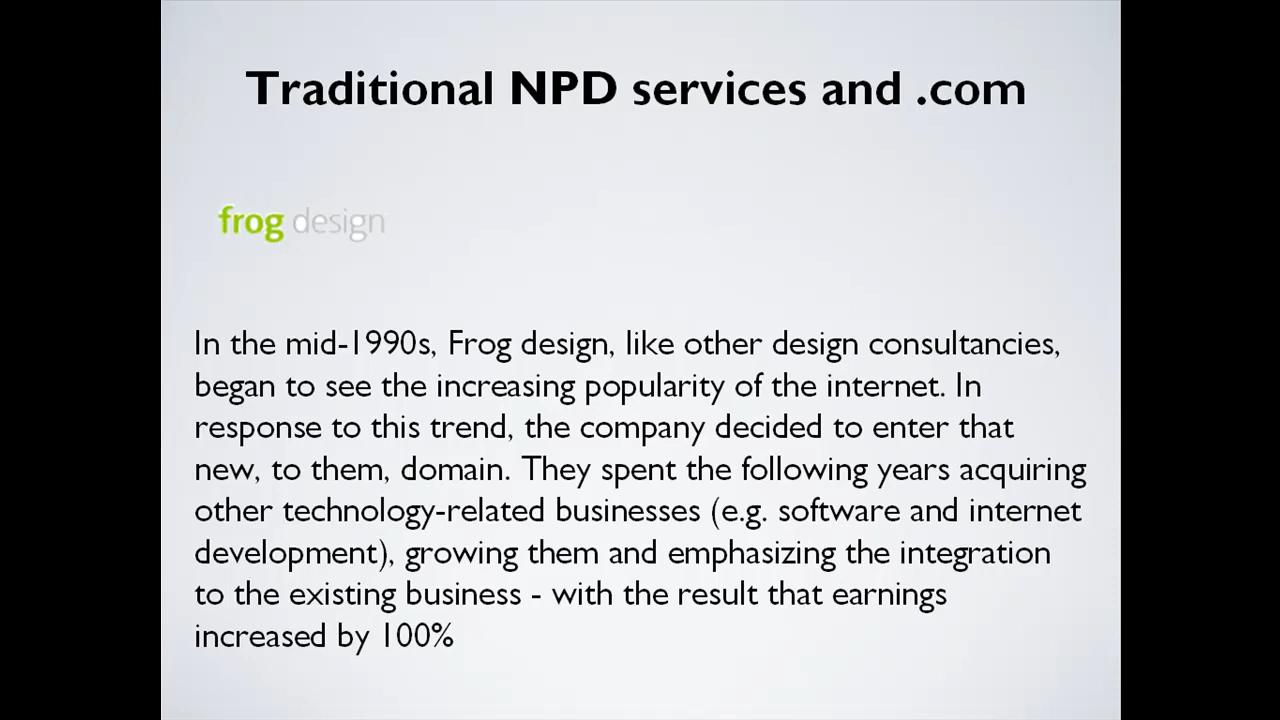 Traditional NPD services and .com
frog design
In the mid-1990s, Frog design, like other design consultancies,
began to see the increasing popularity of the internet. In
response to this trend, the company decided to enter that
new, to them, domain. They spent the following years acquiring
other technology-related businesses (e.g. software and internet
development), growing them and emphasizing the integration
to the existing business - with the result that earnings
increased by 100%